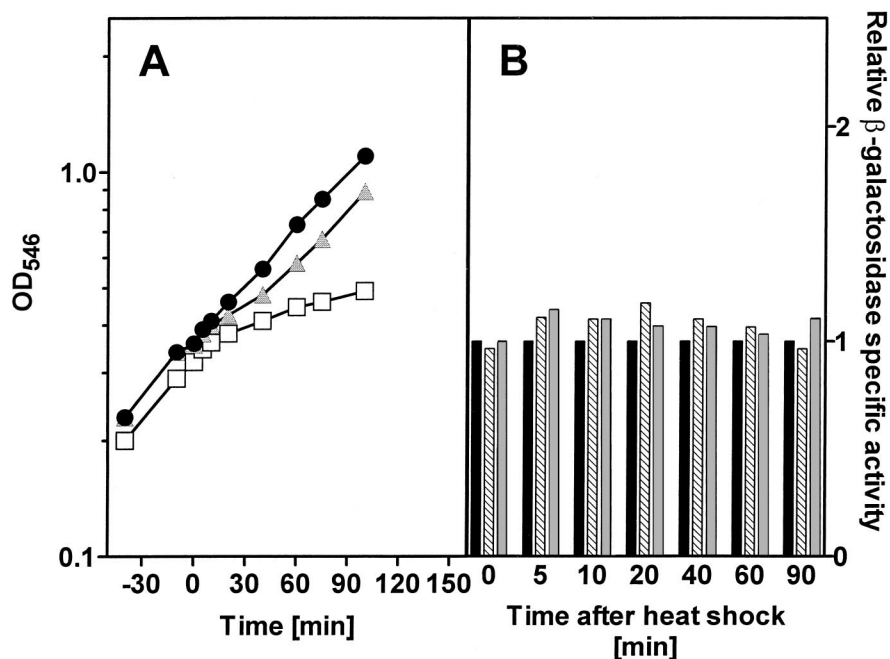 A
B
1.0
0.1
OD546
-30 0 30 60 90 120 150
Time [min]
2
1
0
Relative β-galactosidase specific activity
0 5 10 20 40 60 90
Time after heat shock
[min]